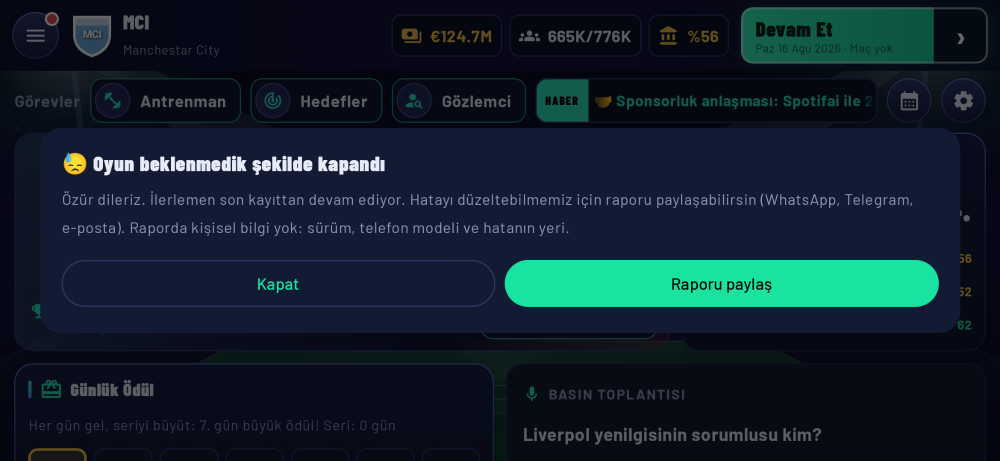 MCI
MCI
Manchestar City
€124.7M
665K/776K
%56
Devam Et
Paz 16 Ağu 2026 · Maç yok
Görevler
Antrenman
Hedefler
Gözlemci
HABER
Sponsorluk anlaşması: Spotifai ile 2
😓 Oyun beklenmedik şekilde kapandı
Özür dileriz. İlerlemen son kayıttan devam ediyor. Hatayı düzeltebilmemiz için raporu paylaşabilirsin (WhatsApp, Telegram,
e-posta). Raporda kişisel bilgi yok: sürüm, telefon modeli ve hatanın yeri.
Kapat
Raporu paylaş
56
52
62
Günlük Ödül
Her gün gel, seriyi büyüt: 7. gün büyük ödül! Seri: 0 gün
BASIN TOPLANTISI
Liverpol yenilgisinin sorumlusu kim?